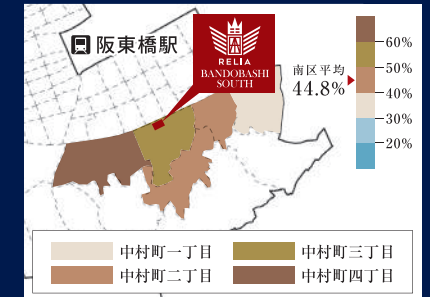 阪東橋駅
RELIA
BANDOBASHI
SOUTH
南区平均
44.8%
60%
50%
40%
30%
20%
中村町一丁目
中村町三丁目
中村町二丁目
中村町四丁目